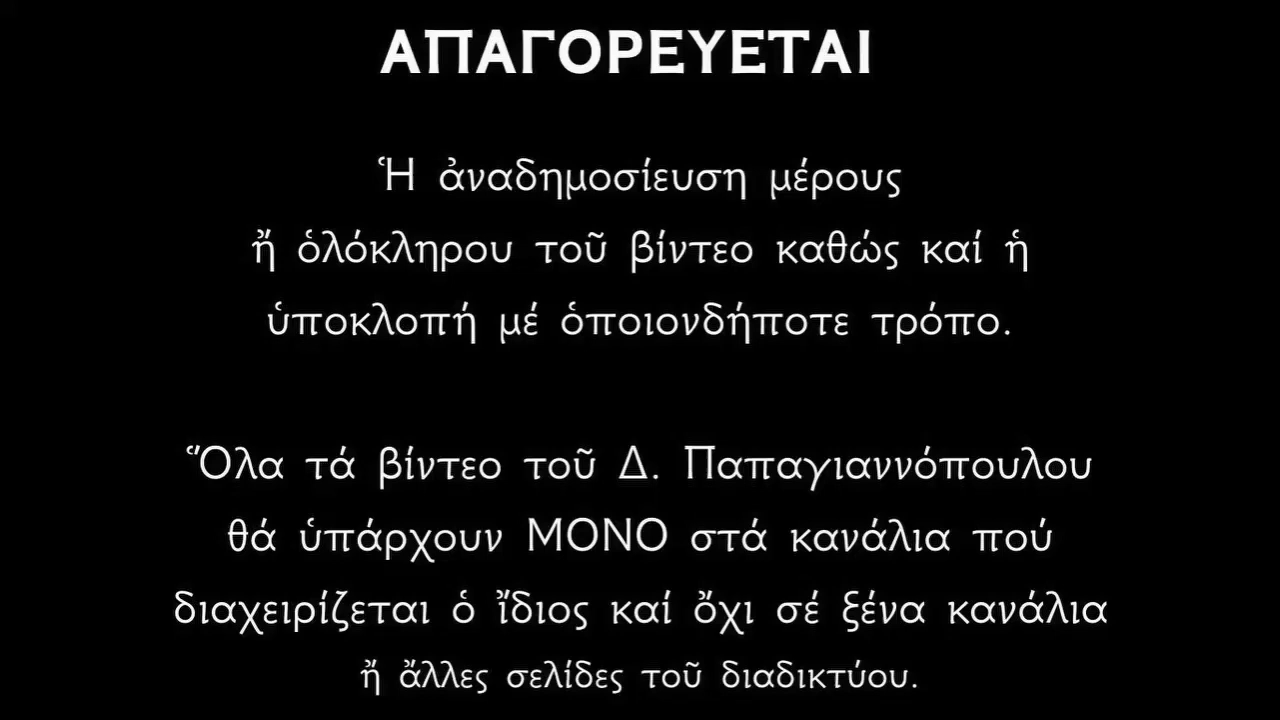 ΑΠΑΓΟΡΕΥΕΤΑΙ
Ἡ ἀναδημοσίευση μέρους
ἤ ὁλόκληρου τοῦ βίντεο καθώς καί ἡ
ὑποκλοπή μέ ὁποιονδήποτε τρόπο.
Ὅλα τά βίντεο τοῦ Δ. Παπαγιαννόπουλου
θά ὑπάρχουν ΜΟΝΟ στά κανάλια πού
διαχειρίζεται ὁ ἴδιος καί ὄχι σέ ξένα κανάλια
ἤ ἄλλες σελίδες τοῦ διαδικτύου.